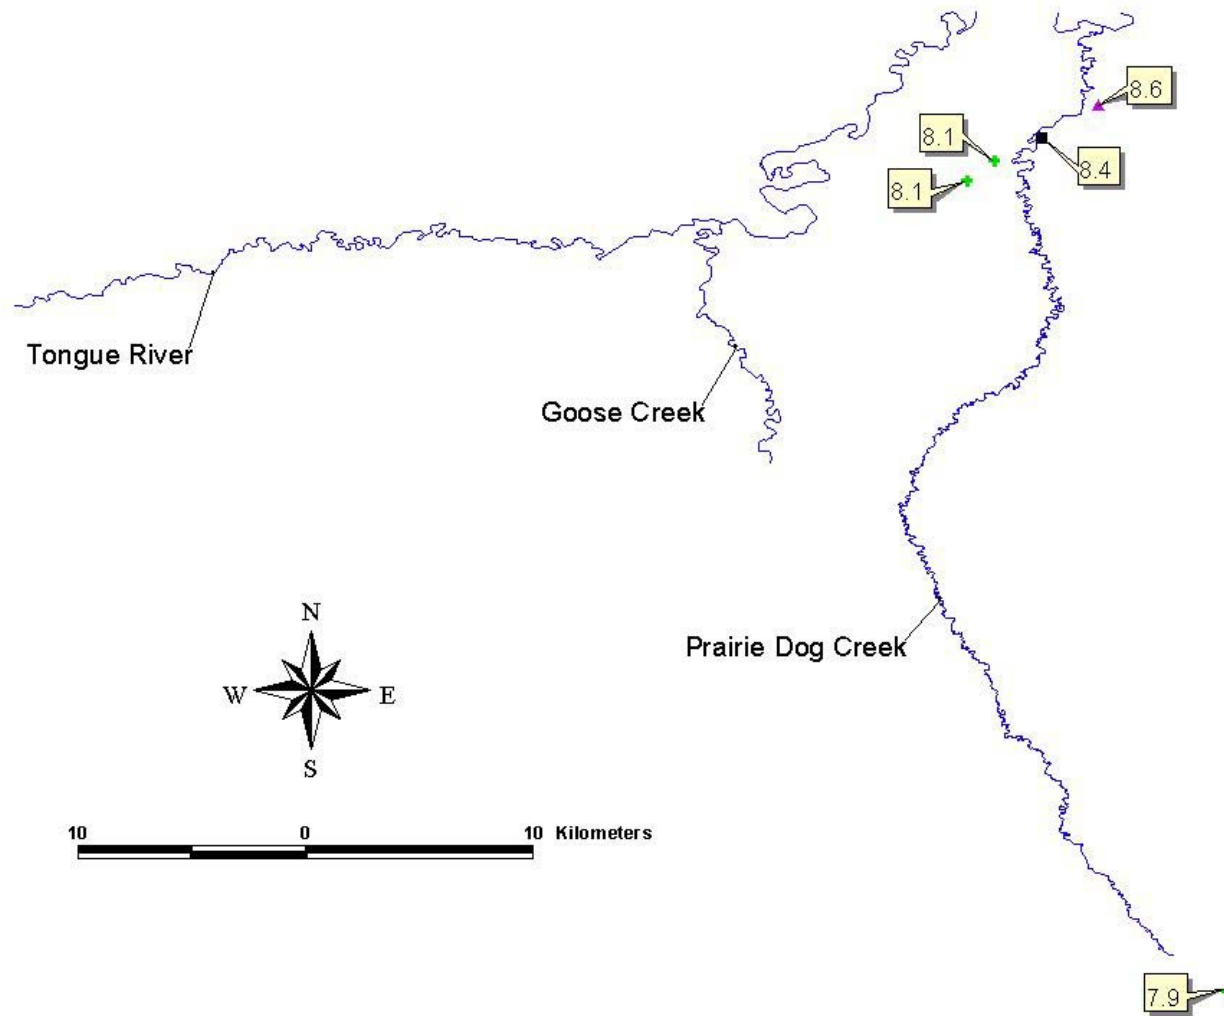 8.6
8.1
8.4
8.1
Tongue River
Goose Creek
N
Prairie Dog Creek
W E
S
10 0 10 Kilometers
7.9